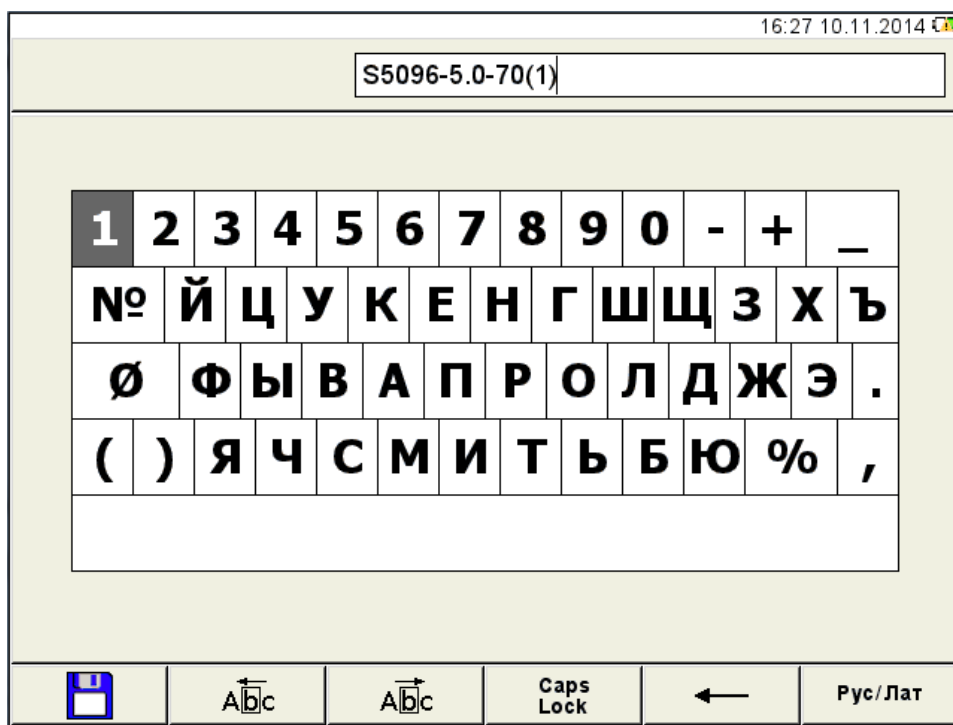 16:27 10.11.2014
S5096-5.0-70(1)
1 2 3 4 5 6 7 8 9 0 - + _
№ Й Ц У К Е Н Г Ш Щ З Х Ъ
Ø Ф Ы В А П Р О Л Д Ж Э .
( ) Я Ч С М И Т Ь Б Ю % ,
Abc Abc Caps Lock ← Рус/Лат